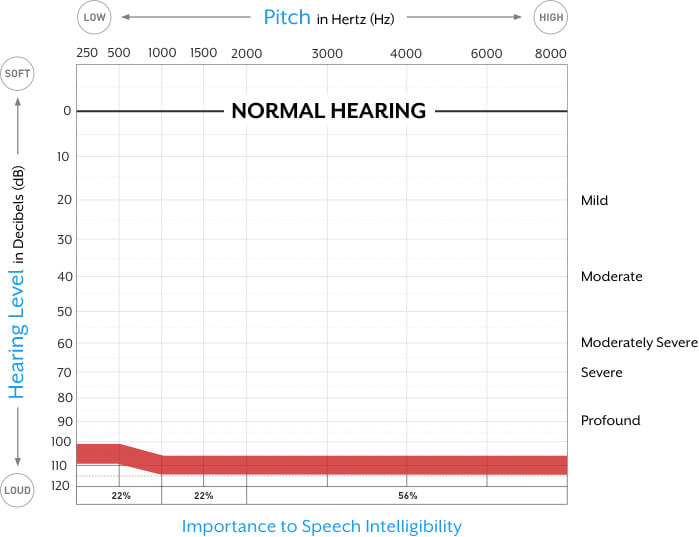 LOW
Pitch in Hertz (Hz)
HIGH
250 500 1000 1500 2000 3000 4000 6000 8000
SOFT
Hearing Level in Decibels (dB)
LOUD
0
NORMAL HEARING
10
20
Mild
30
40
Moderate
50
60
Moderately Severe
70
Severe
80
90
Profound
100
110
120
22% 22% 56%
Importance to Speech Intelligibility